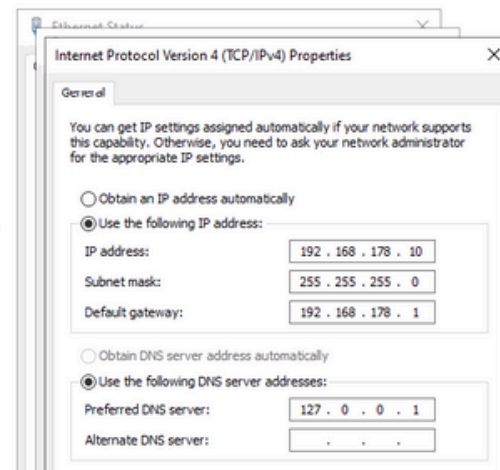 Ethernet Status
Internet Protocol Version 4 (TCP/IPv4) Properties
General
You can get IP settings assigned automatically if your network supports
this capability. Otherwise, you need to ask your network administrator
for the appropriate IP settings.
Obtain an IP address automatically
Use the following IP address:
IP address: 192 . 168 . 178 . 10
Subnet mask: 255 . 255 . 255 . 0
Default gateway: 192 . 168 . 178 . 1
Obtain DNS server address automatically
Use the following DNS server addresses:
Preferred DNS server: 127 . 0 . 0 . 1
Alternate DNS server: . . .